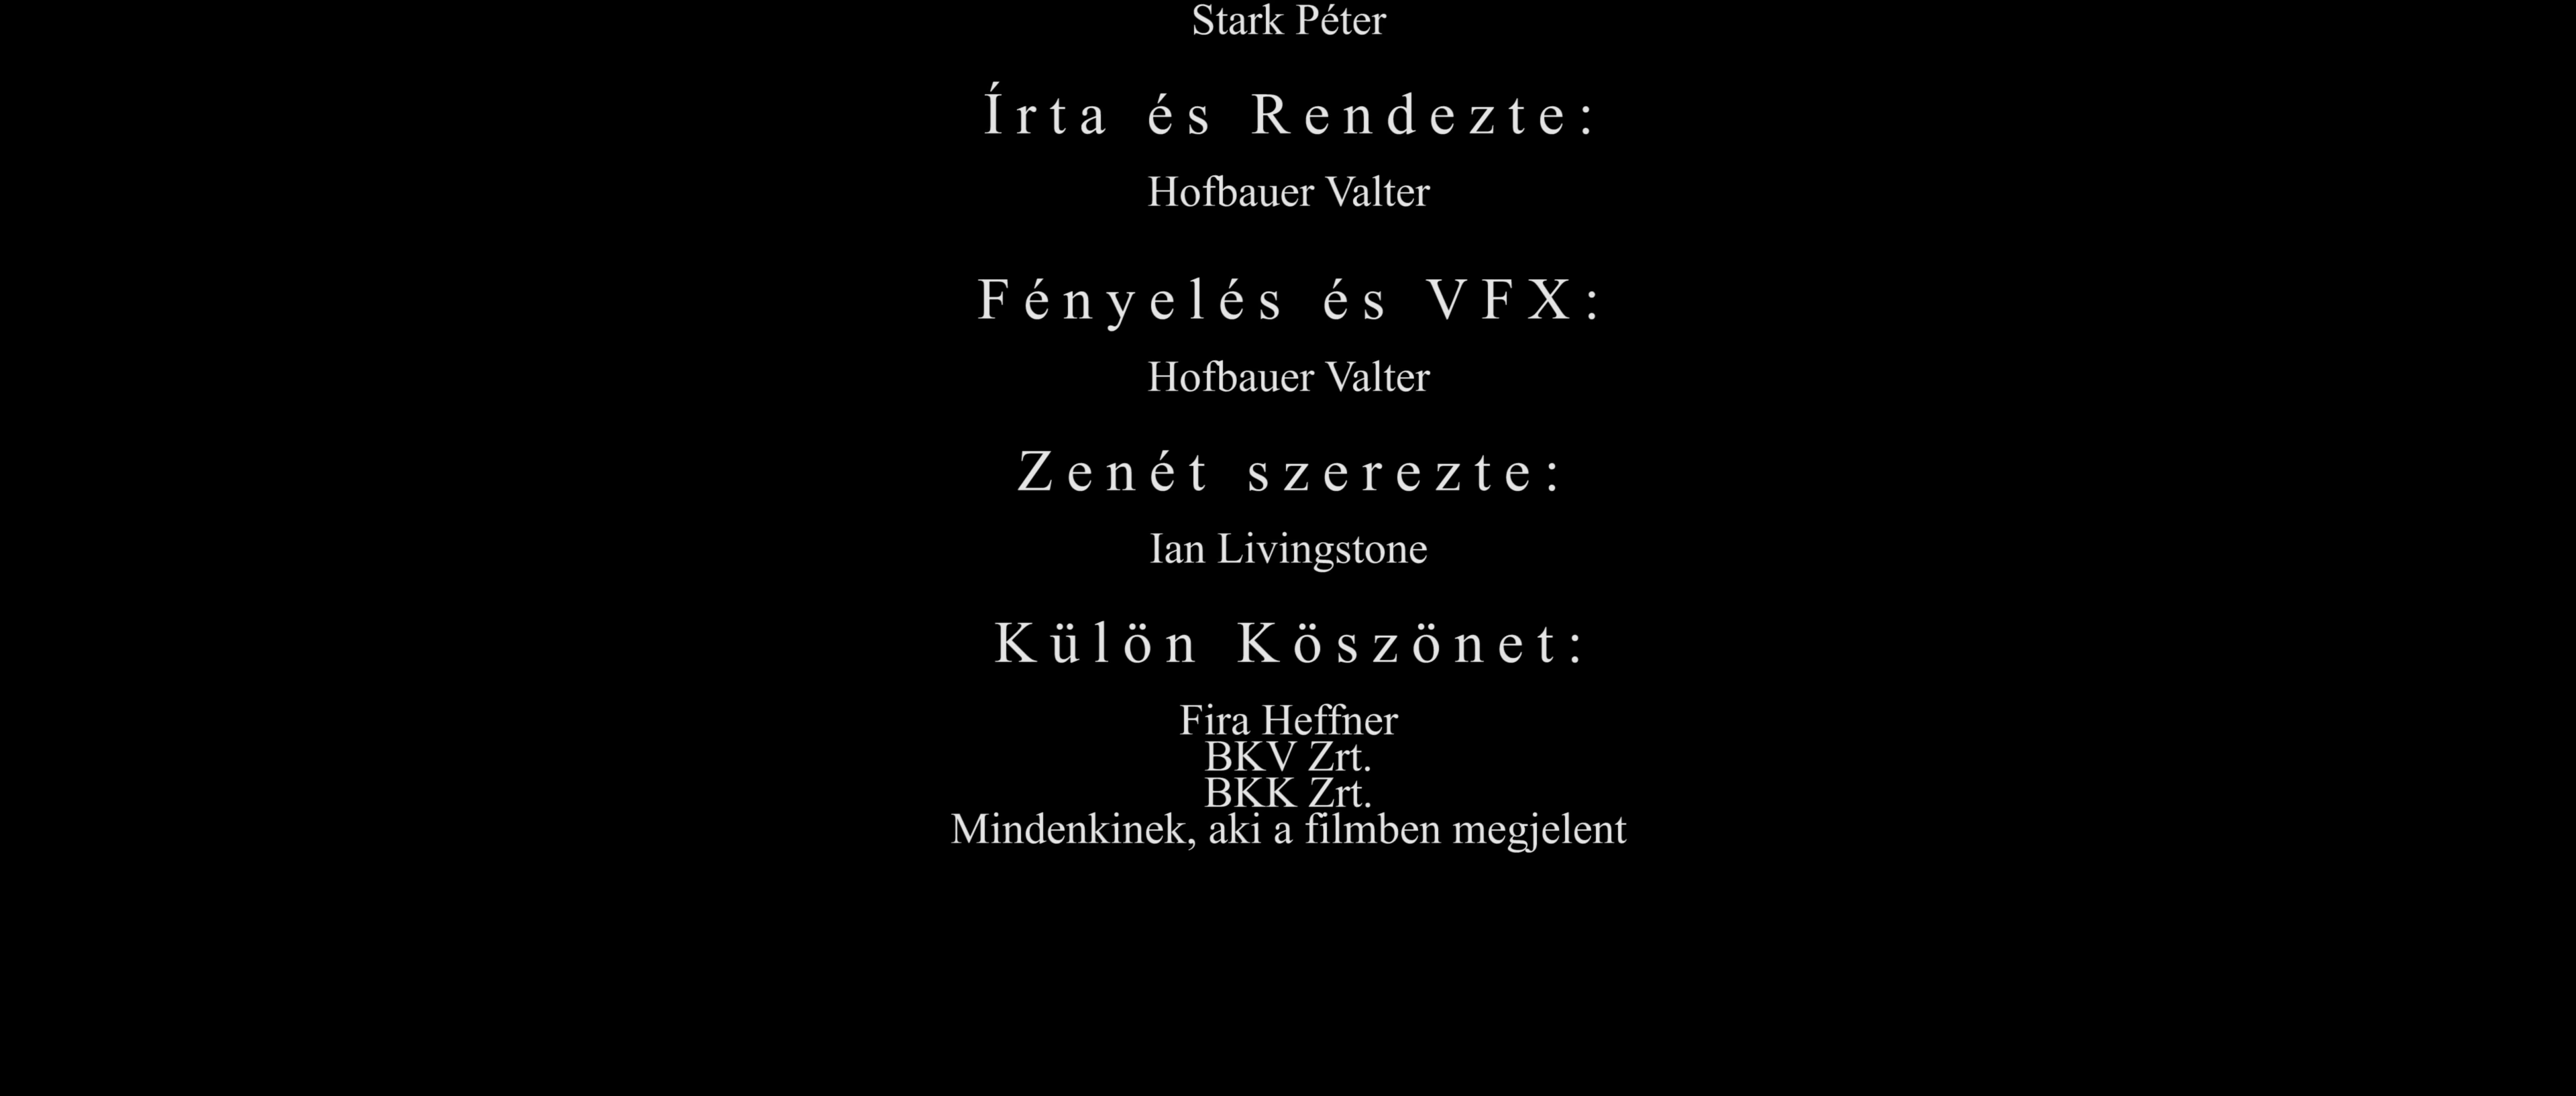 Stark Péter
Írta és Rendezte:
Hofbauer Valter
Fényelés és VFX:
Hofbauer Valter
Zenét szerezte:
Ian Livingstone
Külön Köszönet:
Fira Heffner
BKV Zrt.
BKK Zrt.
Mindenkinek, aki a filmben megjelent